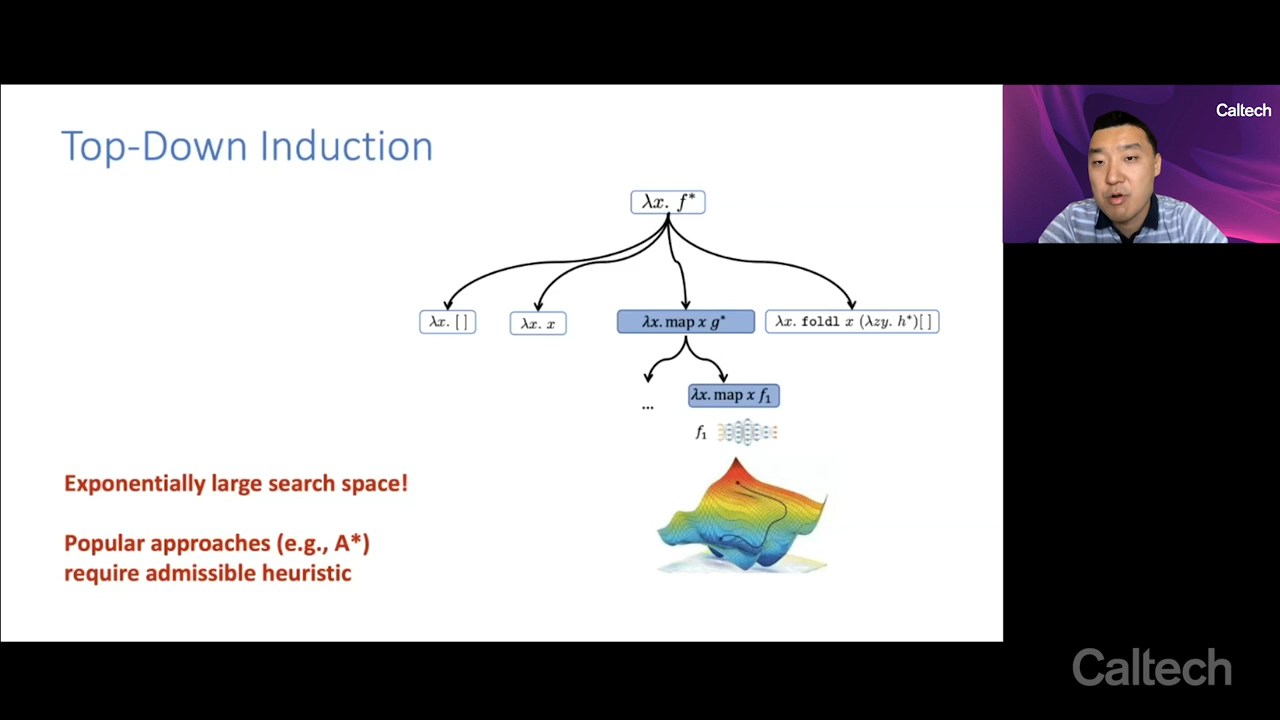 Top-Down Induction
Caltech
λx. f*
λx. [ ]
λx. x
λx. map x g*
λx. foldl x (λzy. h*)[ ]
...
λx. map x f₁
f₁
Exponentially large search space!
Popular approaches (e.g., A*)
require admissible heuristic
Caltech